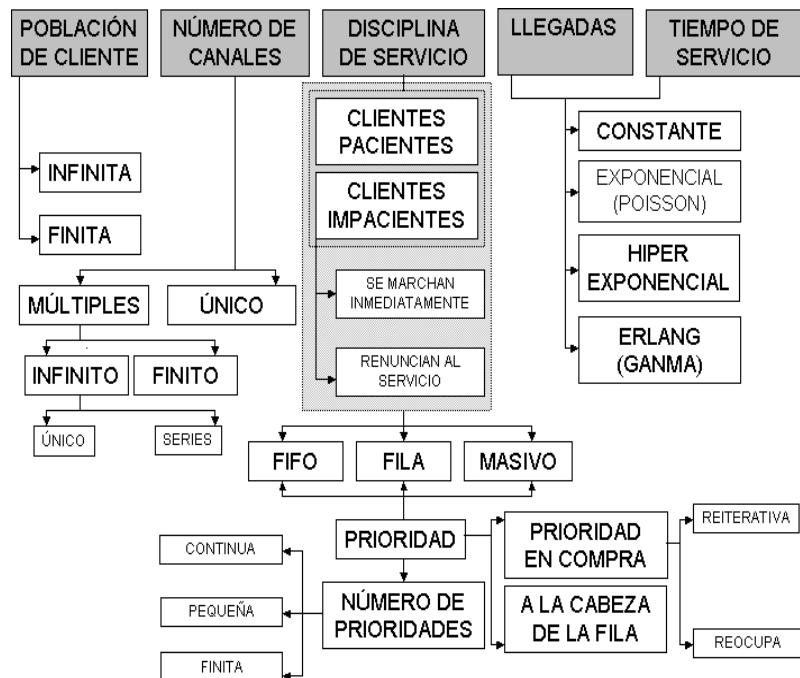 POBLACIÓN
DE CLIENTE
NÚMERO DE
CANALES
DISCIPLINA
DE SERVICIO
LLEGADAS
TIEMPO DE
SERVICIO
INFINITA
FINITA
MÚLTIPLES
ÚNICO
INFINITO
FINITO
ÚNICO
SERIES
CLIENTES
PACIENTES
CLIENTES
IMPACIENTES
SE MARCHAN
INMEDIATAMENTE
RENUNCIAN AL
SERVICIO
CONSTANTE
EXPONENCIAL
(POISSON)
HIPER
EXPONENCIAL
ERLANG
(GANMA)
FIFO
FILA
MASIVO
PRIORIDAD
PRIORIDAD
EN COMPRA
REITERATIVA
REOCUPA
A LA CABEZA
DE LA FILA
NÚMERO DE
PRIORIDADES
CONTINUA
PEQUEÑA
FINITA